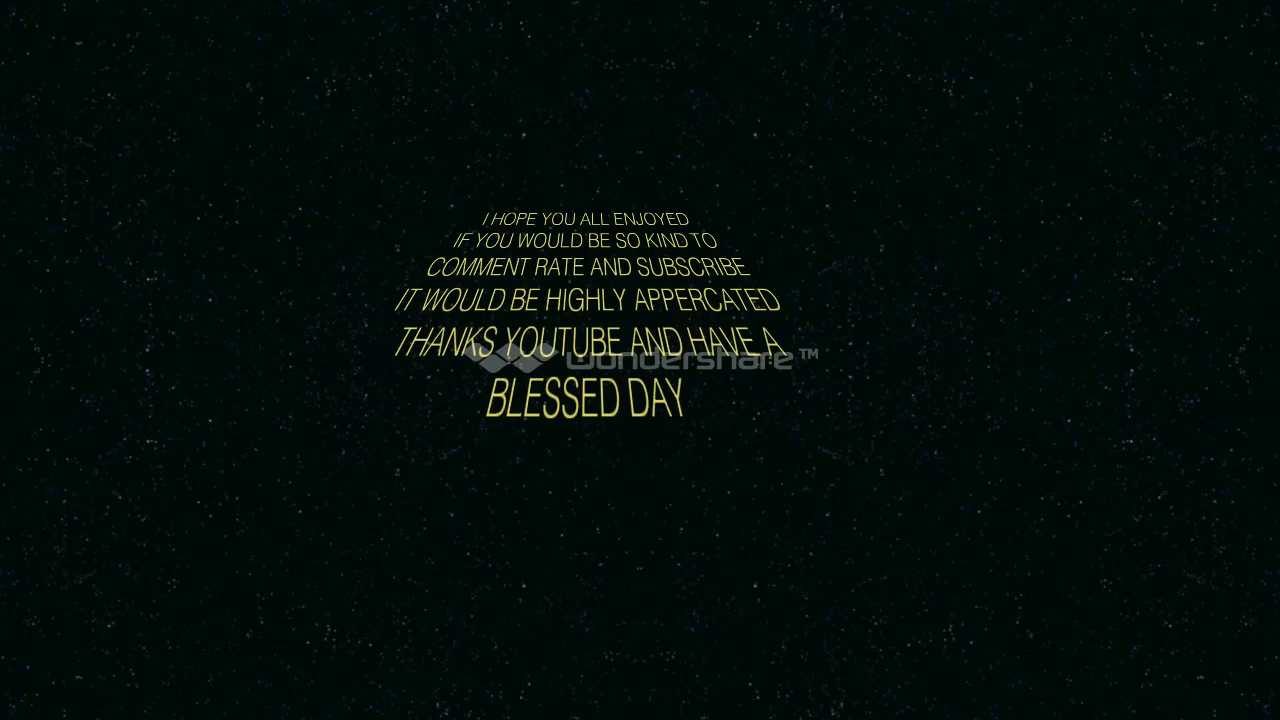 I HOPE YOU ALL ENJOYED
IF YOU WOULD BE SO KIND TO
COMMENT RATE AND SUBSCRIBE
IT WOULD BE HIGHLY APPERCATED
THANKS YOUTUBE AND HAVE A
wondershare™
BLESSED DAY